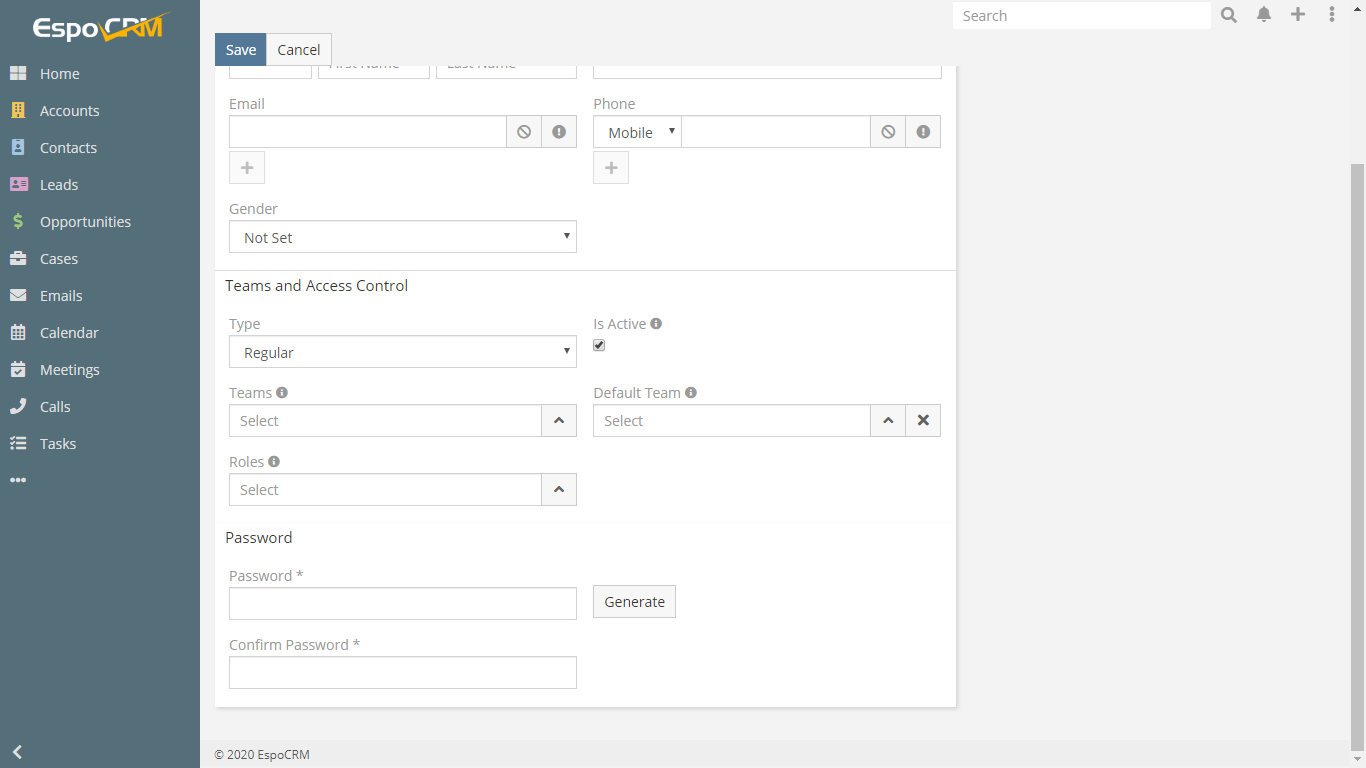 EspoCRM
Search
Save Cancel
Home
Accounts
Contacts
Leads
Opportunities
Cases
Emails
Calendar
Meetings
Calls
Tasks
First Name Last Name
Email Phone
Mobile
Gender
Not Set
Teams and Access Control
Type Is Active
Regular
Teams Default Team
Select Select
Roles
Select
Password
Password *
Generate
Confirm Password *
© 2020 EspoCRM